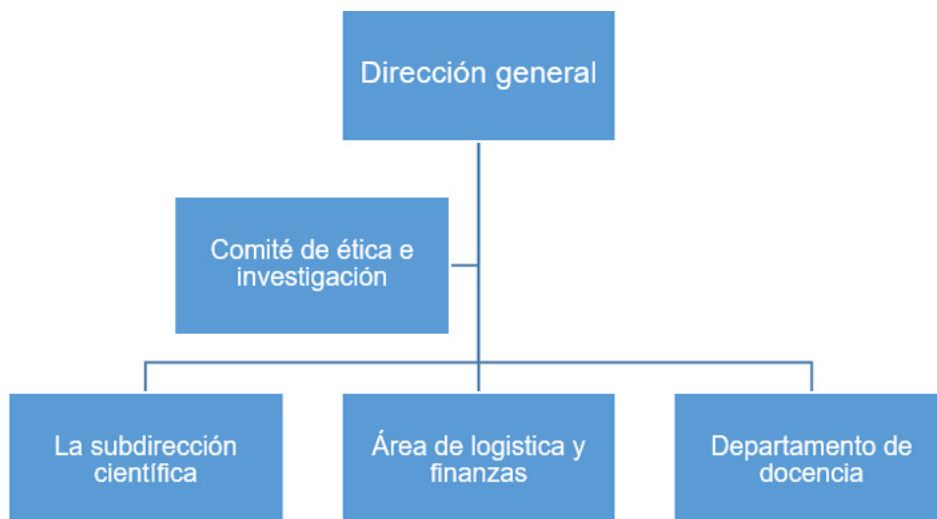 Dirección general
Comité de ética e
investigación
La subdirección
científica
Área de logistica y
finanzas
Departamento de
docencia